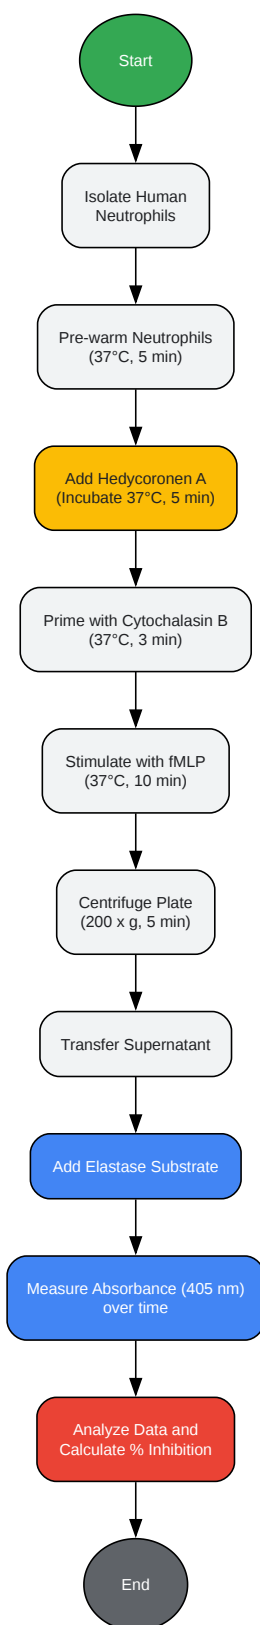 Start
Isolate Human
Neutrophils
Pre-warm Neutrophils
(37°C, 5 min)
Add Hedycoronen A
(Incubate 37°C, 5 min)
Prime with Cytochalasin B
(37°C, 3 min)
Stimulate with fMLP
(37°C, 10 min)
Centrifuge Plate
(200 x g, 5 min)
Transfer Supernatant
Add Elastase Substrate
Measure Absorbance (405 nm)
over time
Analyze Data and
Calculate % Inhibition
End